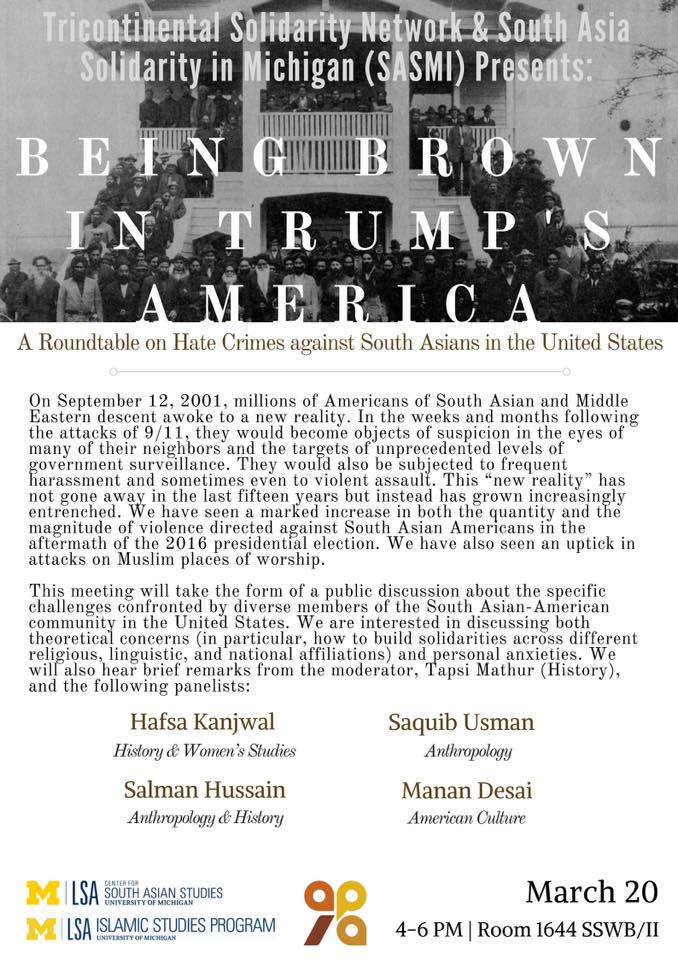 Tricontinental Solidarity Network & South Asia
Solidarity in Michigan (SASMI) Presents:
BEING BROWN
IN TRUMP'S
AMERICA
A Roundtable on Hate Crimes against South Asians in the United States
On September 12, 2001, millions of Americans of South Asian and Middle
Eastern descent awoke to a new reality. In the weeks and months following
the attacks of 9/11, they would become objects of suspicion in the eyes of
many of their neighbors and the targets of unprecedented levels of
government surveillance. They would also be subjected to frequent
harassment and sometimes even to violent assault. This “new reality” has
not gone away in the last fifteen years but instead has grown increasingly
entrenched. We have seen a marked increase in both the quantity and the
magnitude of violence directed against South Asian Americans in the
aftermath of the 2016 presidential election. We have also seen an uptick in
attacks on Muslim places of worship.
This meeting will take the form of a public discussion about the specific
challenges confronted by diverse members of the South Asian-American
community in the United States. We are interested in discussing both
theoretical concerns (in particular, how to build solidarities across different
religious, linguistic, and national affiliations) and personal anxieties. We
will also hear brief remarks from the moderator, Tapsi Mathur (History),
and the following panelists:
Hafsa Kanjwal
History & Women's Studies
Saquib Usman
Anthropology
Salman Hussain
Anthropology & History
Manan Desai
American Culture
M LSA CENTER FOR
SOUTH ASIAN STUDIES
UNIVERSITY OF MICHIGAN
M LSA ISLAMIC STUDIES PROGRAM
UNIVERSITY OF MICHIGAN
ap
ia
March 20
4-6 PM | Room 1644 SSWB/II